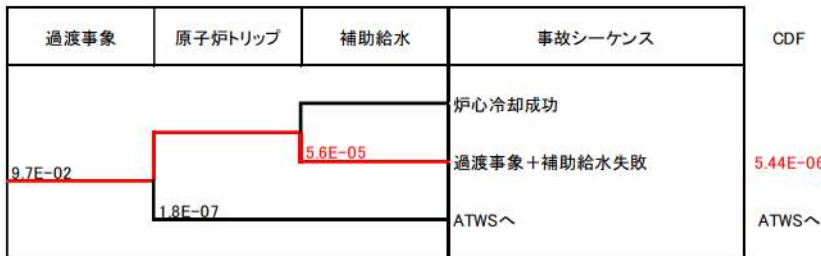 過渡事象 原子炉トリップ 補助給水 事故シーケンス CDF
炉心冷却成功
5.6E-05 過渡事象+補助給水失敗 5.44E-06
9.7E-02
1.8E-07 ATWSへ ATWSへ